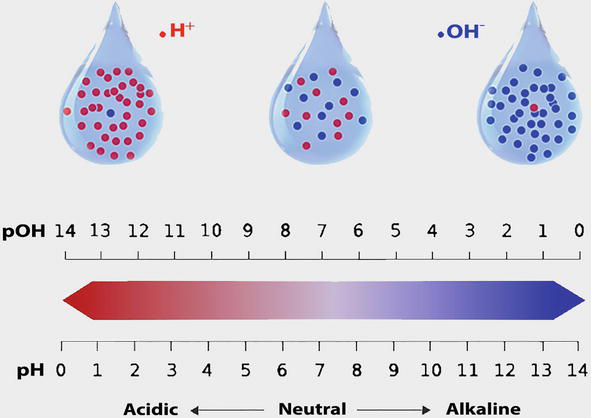 •H⁺
•OH⁻
pOH 14 13 12 11 10 9 8 7 6 5 4 3 2 1 0
pH 0 1 2 3 4 5 6 7 8 9 10 11 12 13 14
Acidic ← Neutral → Alkaline